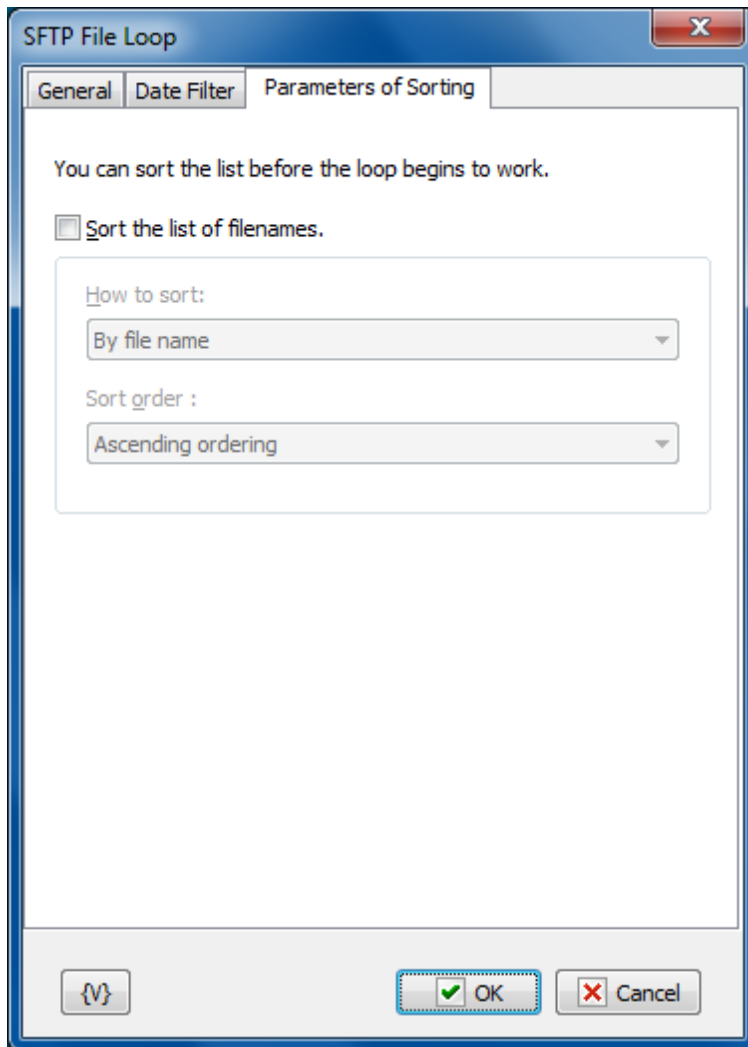 SFTP File Loop
General Date Filter Parameters of Sorting
You can sort the list before the loop begins to work.
Sort the list of filenames.
How to sort:
By file name
Sort order :
Ascending ordering
{V} OK Cancel